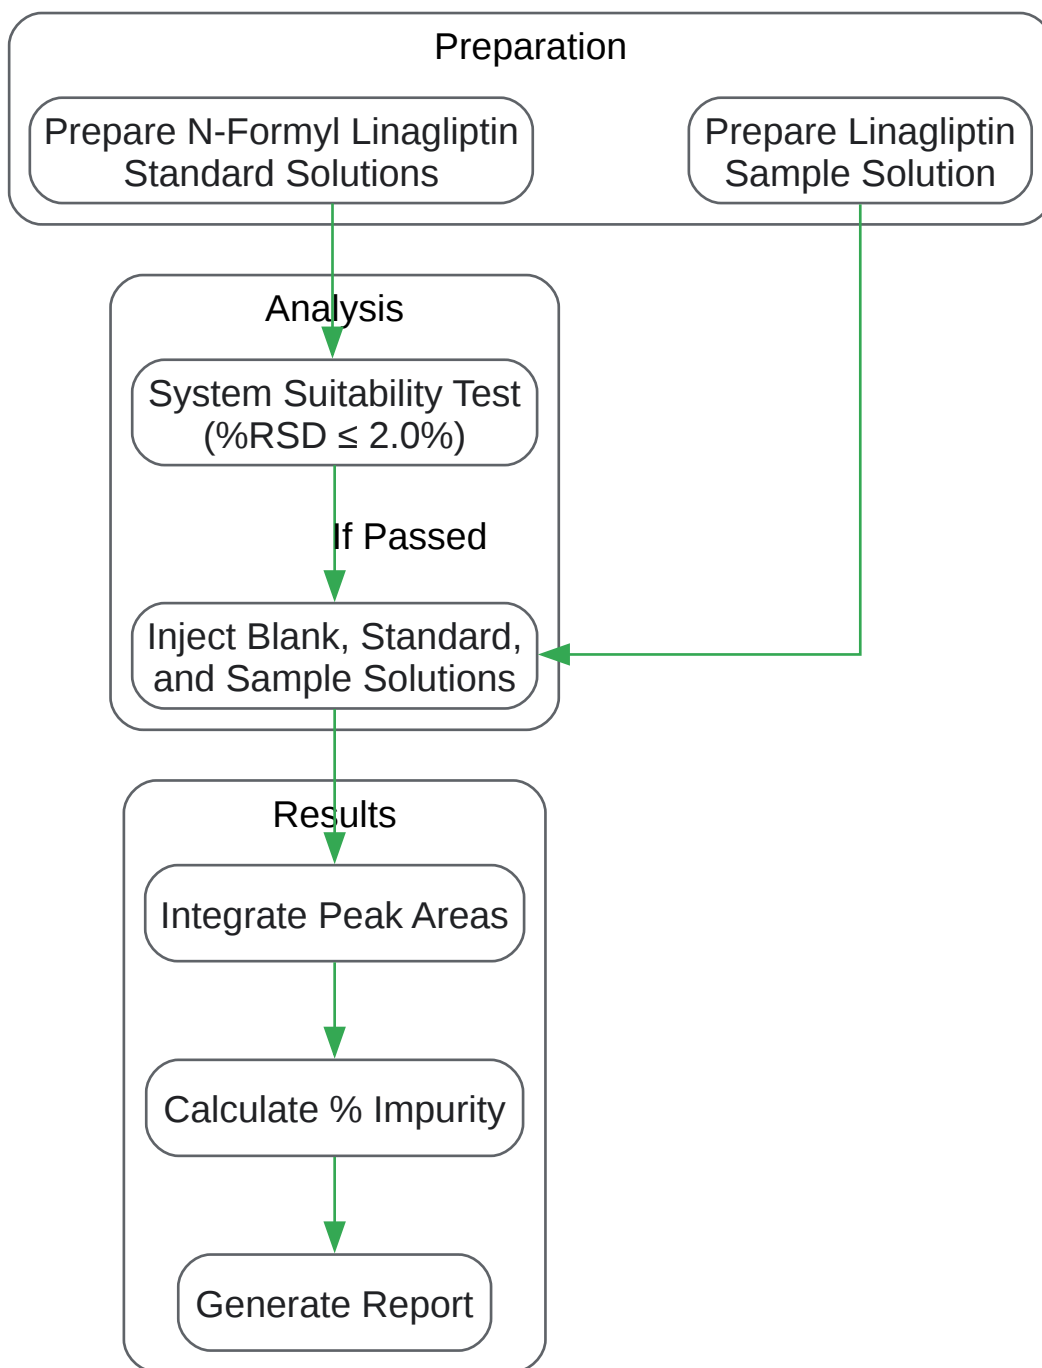 Preparation
Prepare N-Formyl Linagliptin
Standard Solutions
Prepare Linagliptin
Sample Solution
Analysis
System Suitability Test
(%RSD ≤ 2.0%)
If Passed
Inject Blank, Standard,
and Sample Solutions
Results
Integrate Peak Areas
Calculate % Impurity
Generate Report